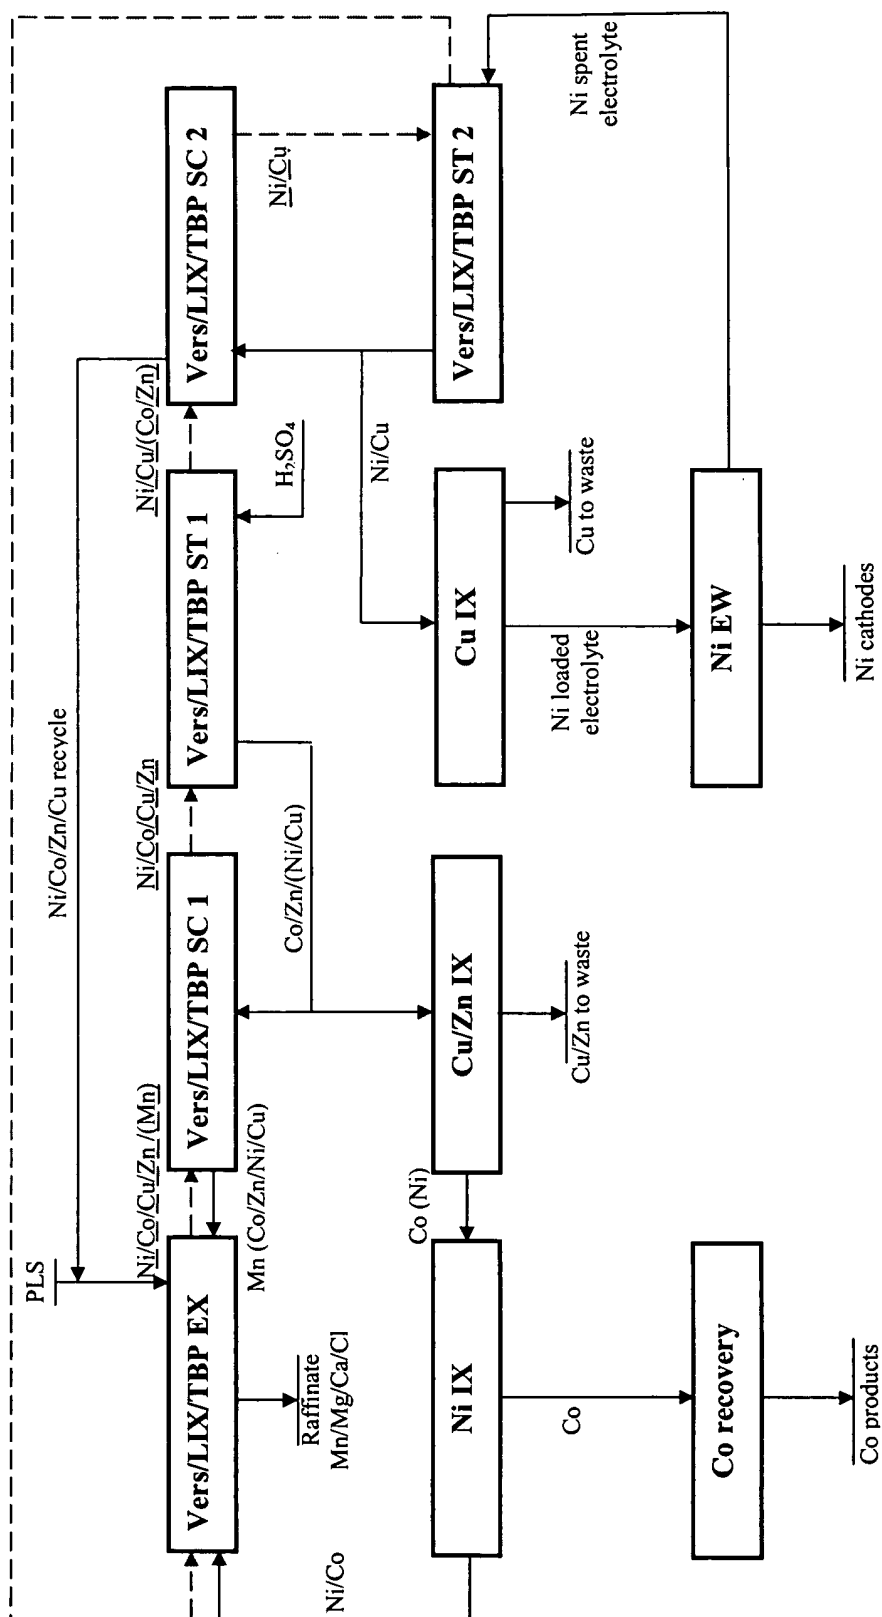 PLS
Ni/Co/Zn/Cu recycle
Vers/LIX/TBP EX
Ni/Co/Cu/Zn /(Mn)
Mn (Co/Zn/Ni/Cu)
Vers/LIX/TBP SC 1
Ni/Co/Cu/Zn
Vers/LIX/TBP ST 1
Ni/Cu/(Co/Zn)
Vers/LIX/TBP SC 2
Raffinate
Mn/Mg/Ca/Cl
Co/Zn/(Ni/Cu)
H2SO4
Ni/Cu
Ni/Cu
Ni/Co
Ni IX
Co (Ni)
Cu/Zn IX
Cu IX
Vers/LIX/TBP ST 2
Co
Cu/Zn to waste
Ni loaded
electrolyte
Cu to waste
Ni spent
electrolyte
Co recovery
Ni EW
Co products
Ni cathodes